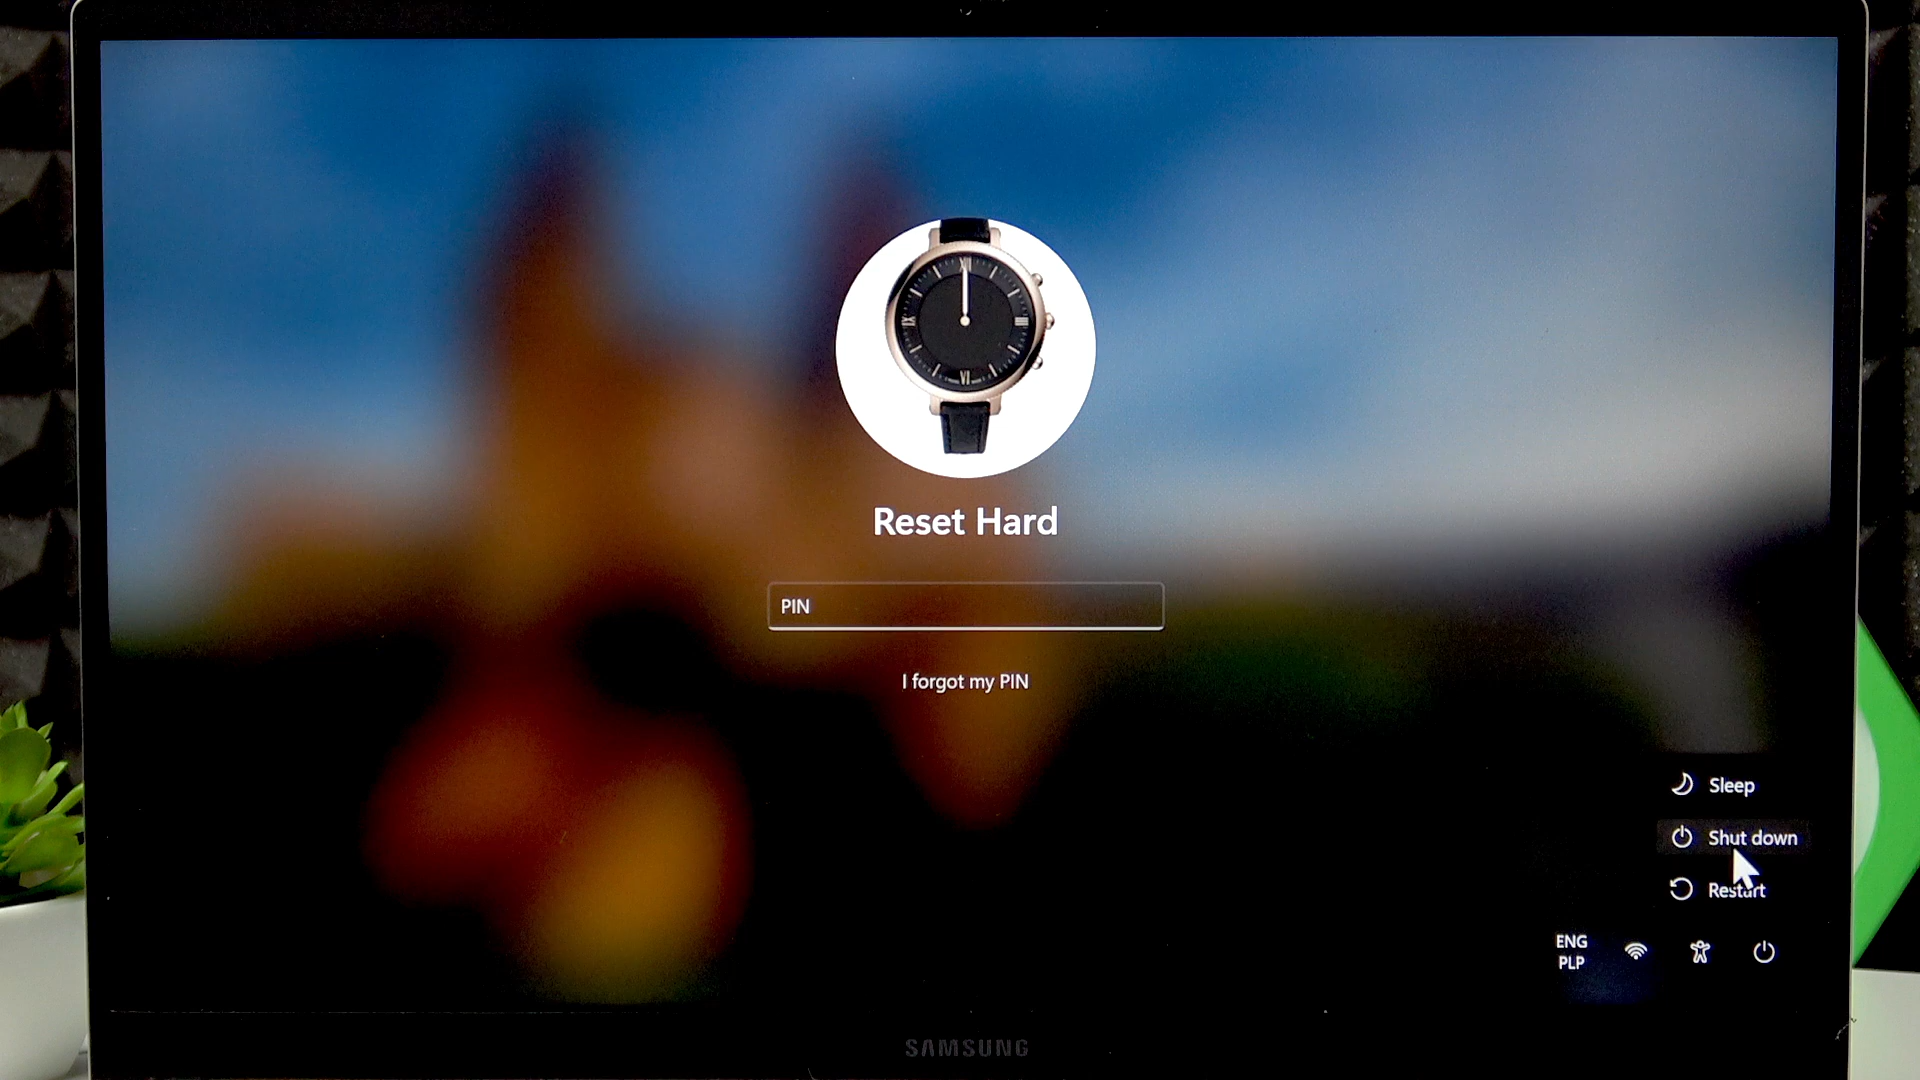 Reset Hard
PIN
I forgot my PIN
Sleep
Shut down
Restart
ENG
PLP
SAMSUNG